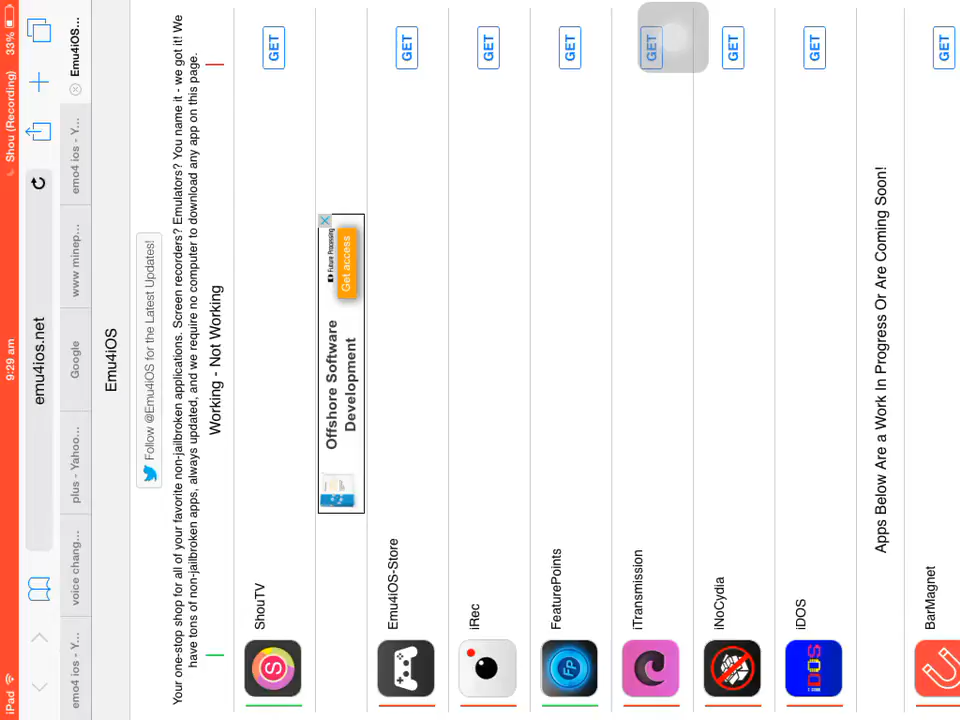 iPad 9:29 am Shou (Recording) 33%
emu4ios.net
emo4 ios - Y... voice chang... plus - Yahoo... Google www minep... emo4 ios - Y... Emu4iOS...
Emu4iOS
Follow @Emu4iOS for the Latest Updates!
Your one-stop shop for all of your favorite non-jailbroken applications. Screen recorders? Emulators? You name it - we got it! We
have tons of non-jailbroken apps, always updated, and we require no computer to download any app on this page.
| Working - Not Working |
ShouTV GET
Offshore Software
Development
Future Processing
Get access
Emu4iOS-Store GET
iRec GET
FP FeaturePoints GET
iTransmission GET
iNoCydia GET
iDOS iDOS GET
Apps Below Are a Work In Progress Or Are Coming Soon!
BarMagnet GET